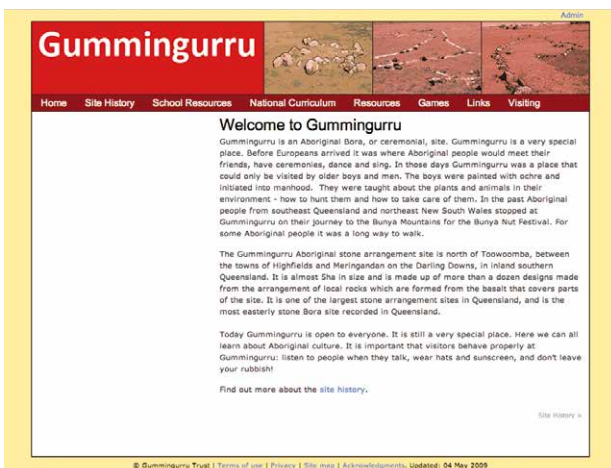 Admin
Gummingurru
Home Site History School Resources National Curriculum Resources Games Links Visiting
Welcome to Gummingurru
Gummingurru is an Aboriginal Bora, or ceremonial, site. Gummingurru is a very special
place. Before Europeans arrived it was where Aboriginal people would meet their
friends, have ceremonies, dance and sing. In those days Gummingurru was a place that
could only be visited by older boys and men. The boys were painted with ochre and
initiated into manhood. They were taught about the plants and animals in their
environment - how to hunt them and how to take care of them. In the past Aboriginal
people from southeast Queensland and northeast New South Wales stopped at
Gummingurru on their journey to the Bunya Mountains for the Bunya Nut Festival. For
some Aboriginal people it was a long way to walk.
The Gummingurru Aboriginal stone arrangement site is north of Toowoomba, between
the towns of Highfields and Meringandan on the Darling Downs, in inland southern
Queensland. It is almost 5ha in size and is made up of more than a dozen designs made
from the arrangement of local rocks which are formed from the basalt that covers parts
of the site. It is one of the largest stone arrangement sites in Queensland, and is the
most easterly stone Bora site recorded in Queensland.
Today Gummingurru is open to everyone. It is still a very special place. Here we can all
learn about Aboriginal culture. It is important that visitors behave properly at
Gummingurru: listen to people when they talk, wear hats and sunscreen, and don't leave
your rubbish!
Find out more about the site history.
Site History »
© Gummingurru Trust | Terms of use | Privacy | Site map | Acknowledgments. Updated: 04 May 2009